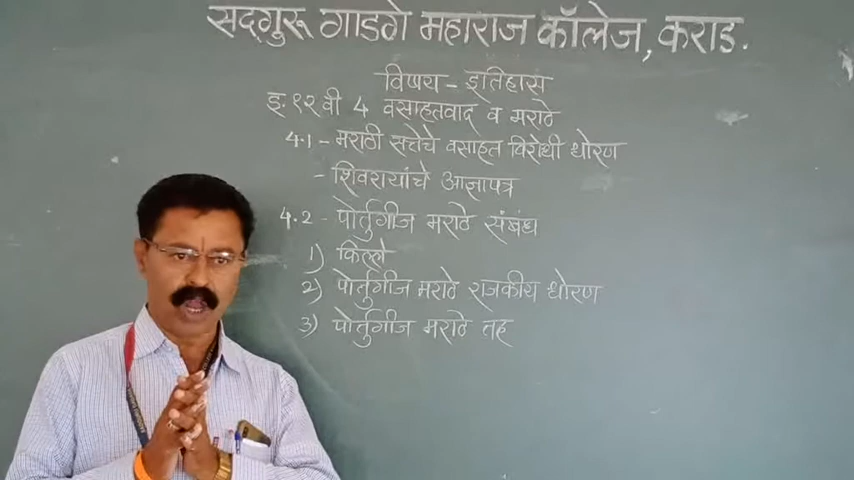 सद्गुरू गाडगे महाराज कॉलेज, कराड.
विषय - इतिहास
इ. १२ वी 4 वसाहतवाद व मराठे
4.1 - मराठी सत्तेचे वसाहत विरोधी धोरण
- शिवरायांचे आज्ञापत्र
4.2 - पोर्तुगीज मराठे संबंध
1) किल्ले
2) पोर्तुगीज मराठे राजकीय धोरण
3) पोर्तुगीज मराठे तह